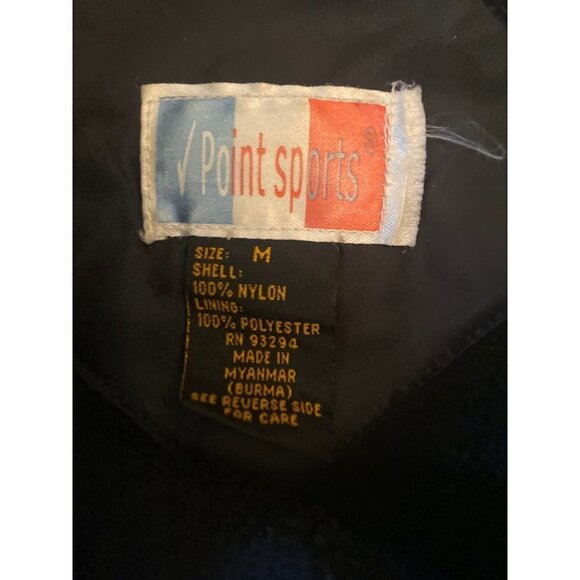 √ Point sports®
SIZE: M
SHELL:
100% NYLON
LINING:
100% POLYESTER
RN 93294
MADE IN
MYANMAR
(BURMA)
SEE REVERSE SIDE
FOR CARE